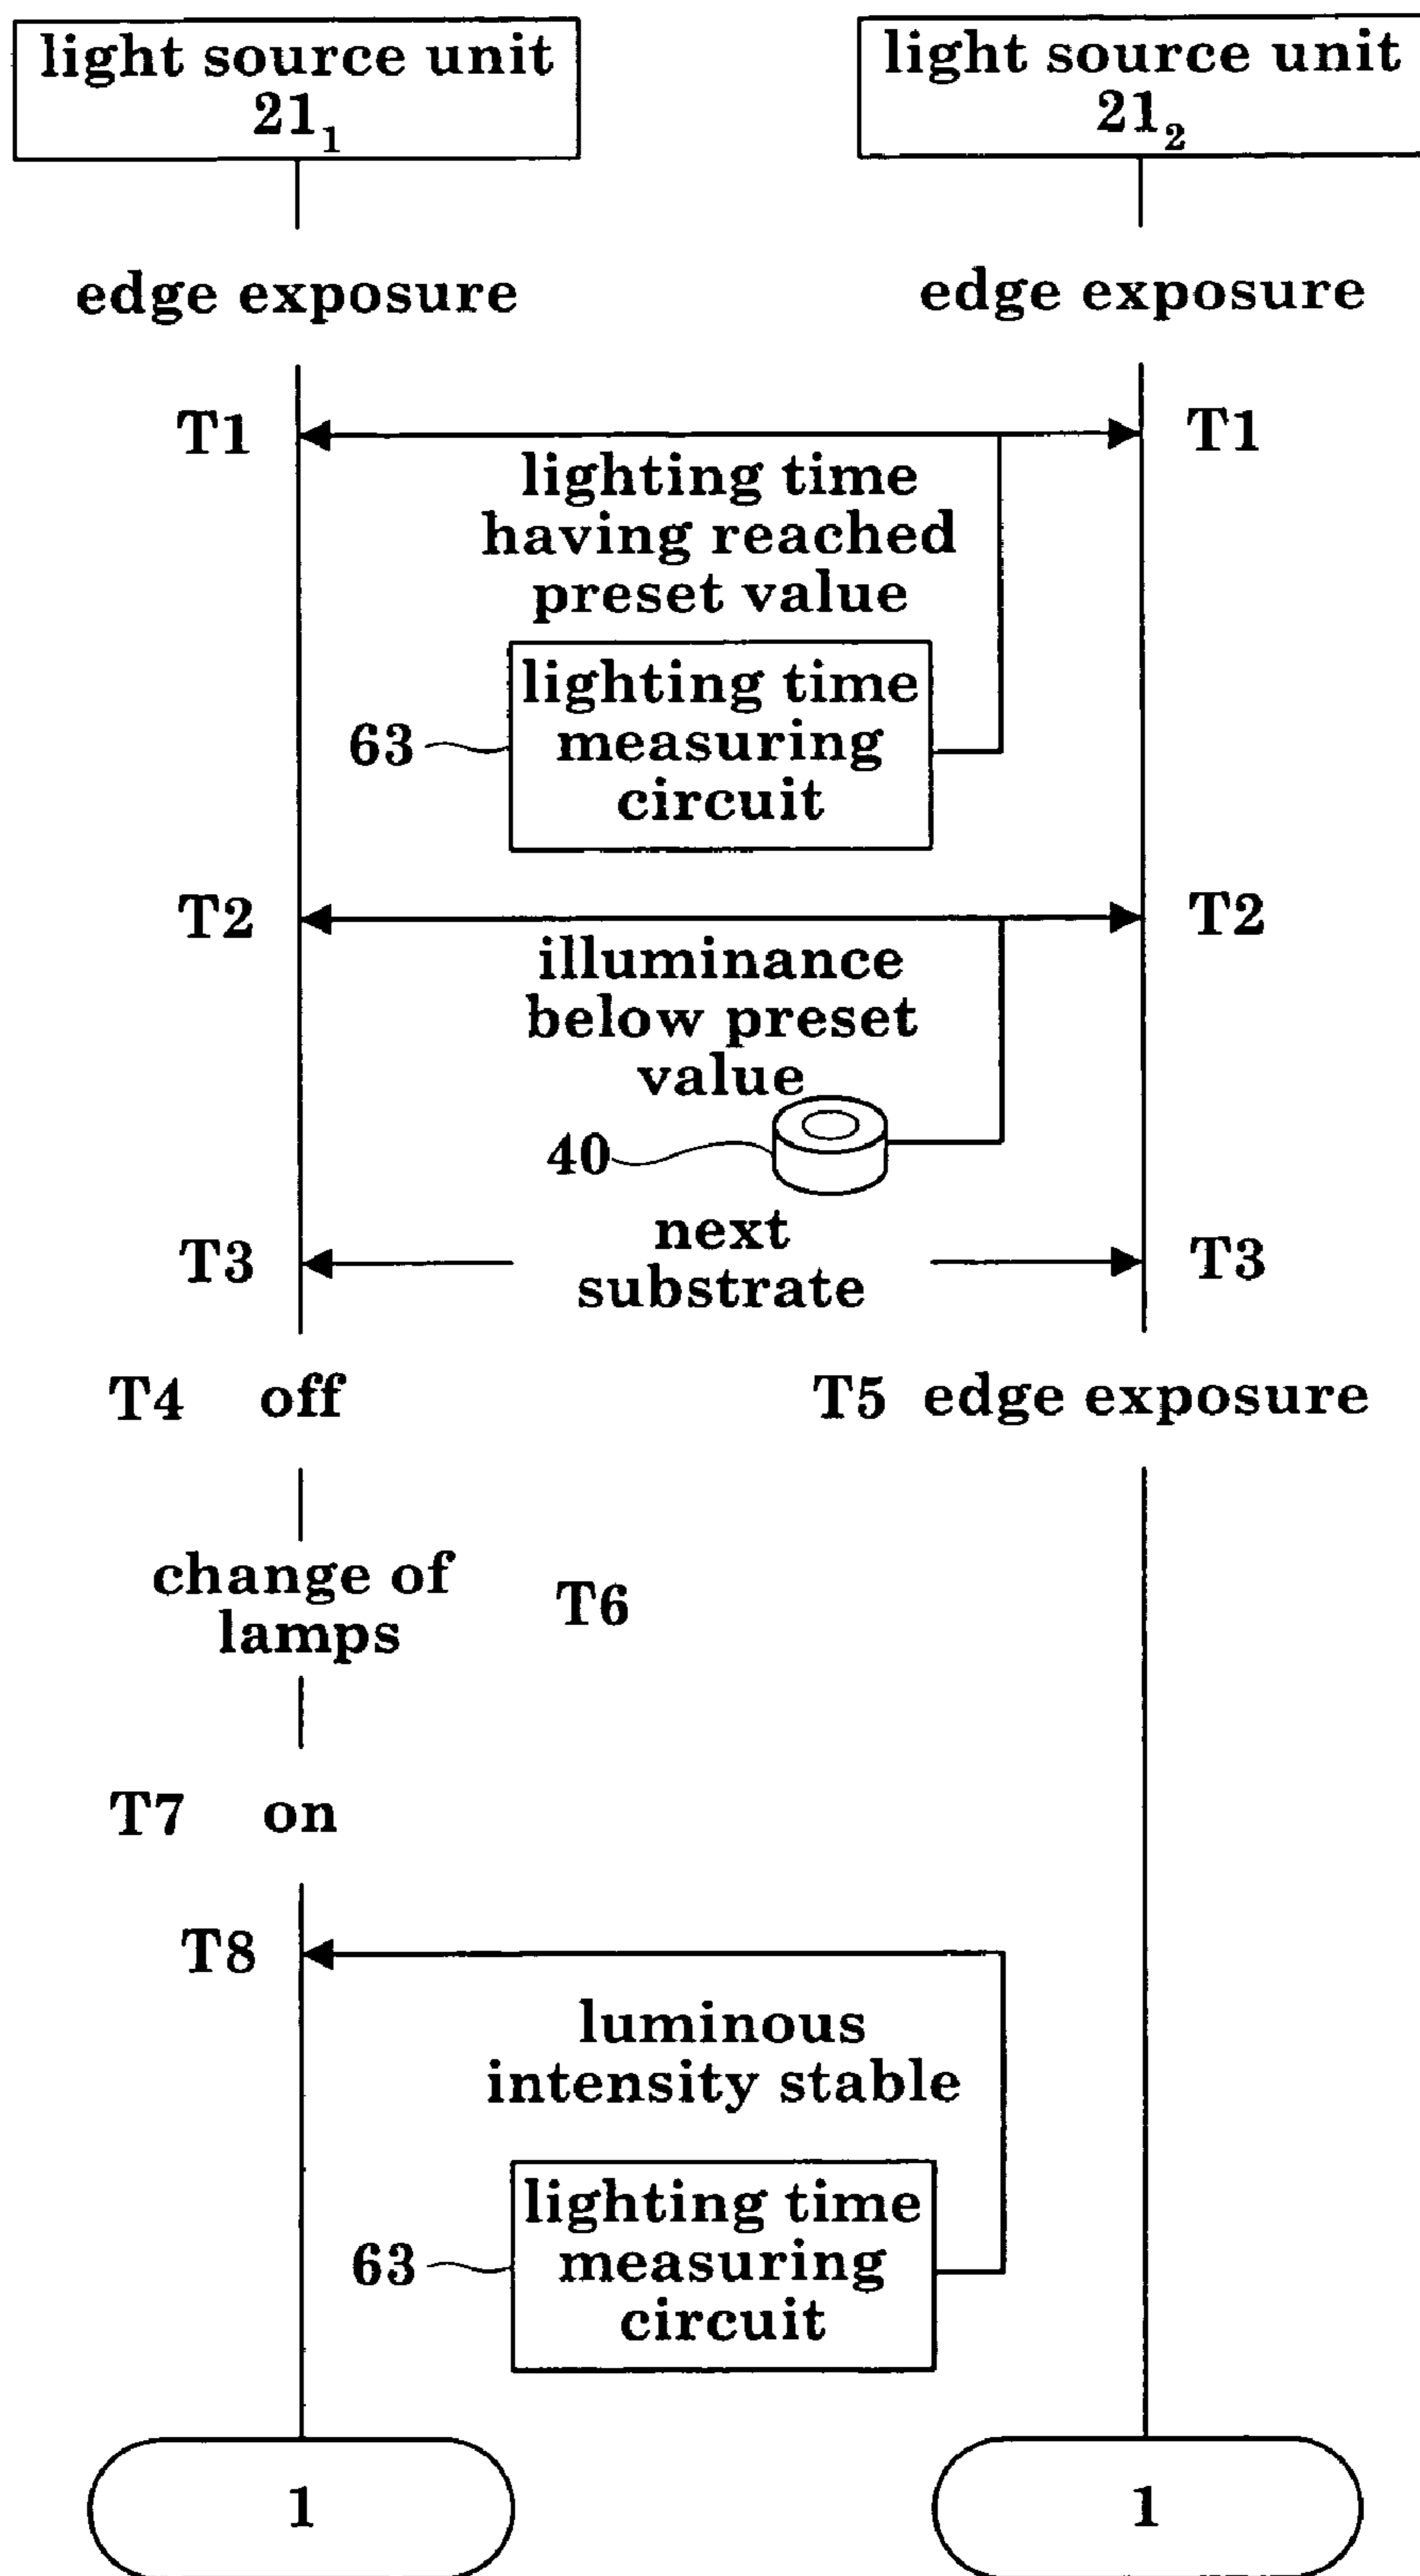 light source unit
21₁
light source unit
21₂
edge exposure
edge exposure
T1
T1
lighting time
having reached
preset value
lighting time
measuring
circuit
63
T2
T2
illuminance
below preset
value
40
T3
next
substrate
T3
T4 off
T5 edge exposure
change of
lamps
T6
T7 on
T8
luminous
intensity stable
lighting time
measuring
circuit
63
1
1